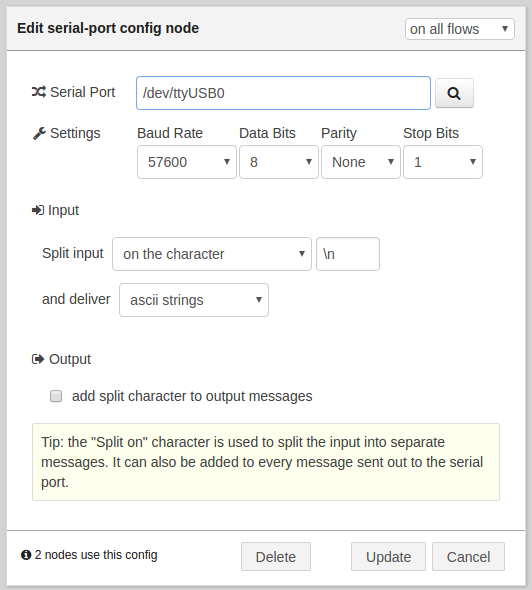 Edit serial-port config node on all flows
Serial Port /dev/ttyUSB0
Settings Baud Rate Data Bits Parity Stop Bits
57600 8 None 1
Input
Split input on the character \n
and deliver ascii strings
Output
add split character to output messages
Tip: the "Split on" character is used to split the input into separate
messages. It can also be added to every message sent out to the serial
port.
2 nodes use this config Delete Update Cancel